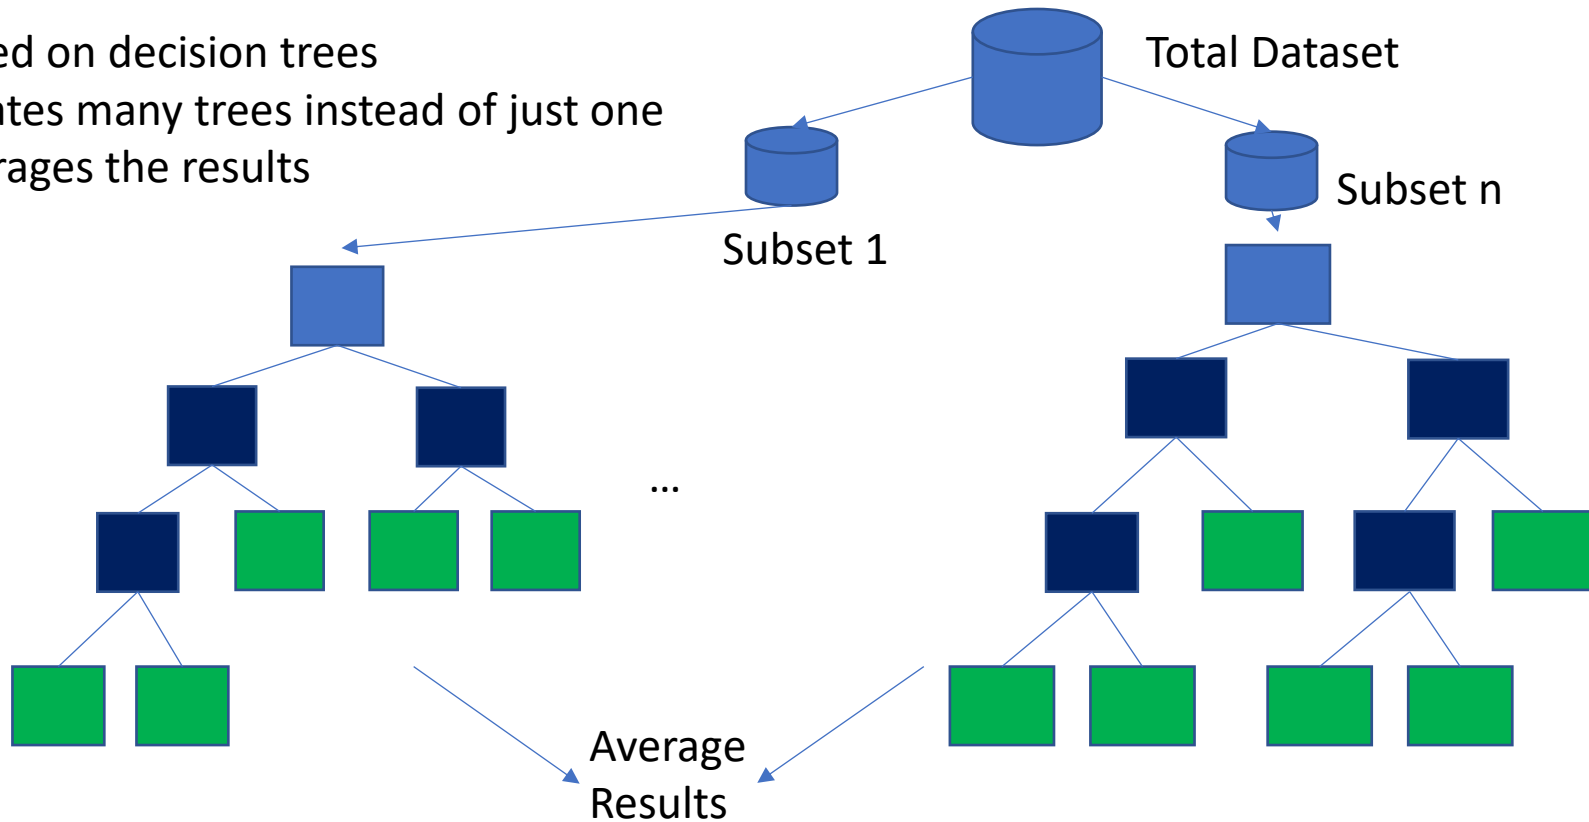 ed on decision trees
ates many trees instead of just one
rages the results
Total Dataset
Subset n
Subset 1
...
Average
Results